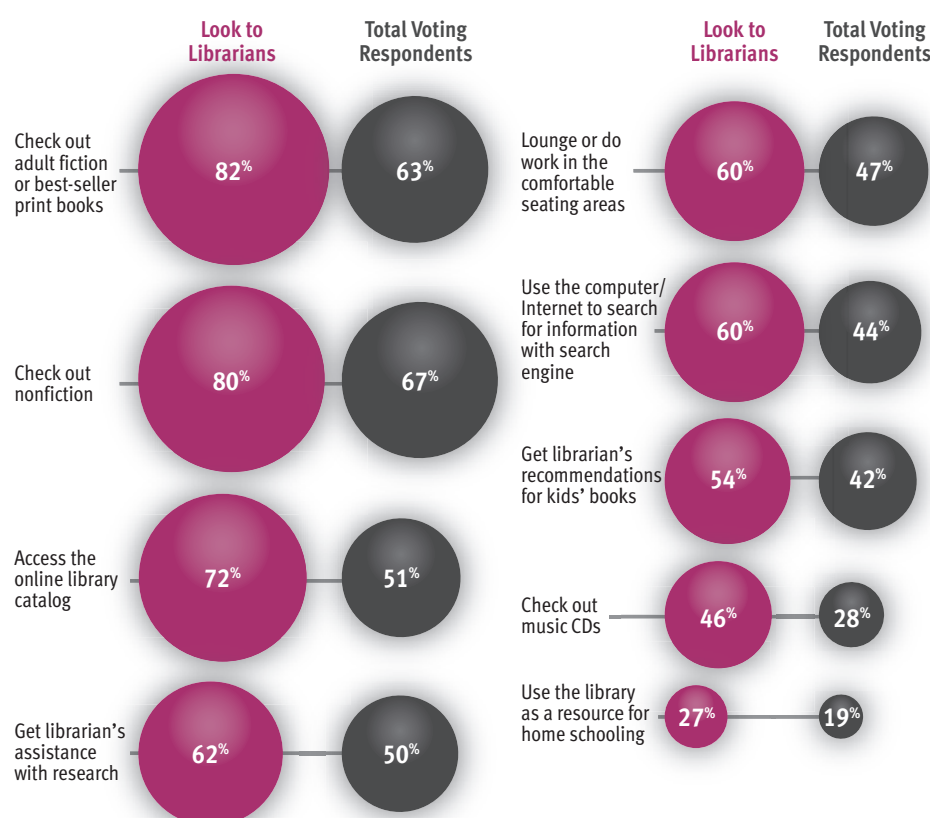 Look to
Librarians
Total Voting
Respondents
Check out
adult fiction
or best-seller
print books
82%
63%
Check out
nonfiction
80%
67%
Access the
online library
catalog
72%
51%
Get librarian's
assistance
with research
62%
50%
Look to
Librarians
Total Voting
Respondents
Lounge or do
work in the
comfortable
seating areas
60%
47%
Use the computer/
Internet to search
for information
with search
engine
60%
44%
Get librarian's
recommendations
for kids' books
54%
42%
Check out
music CDs
46%
28%
Use the library
as a resource for
home schooling
27%
19%